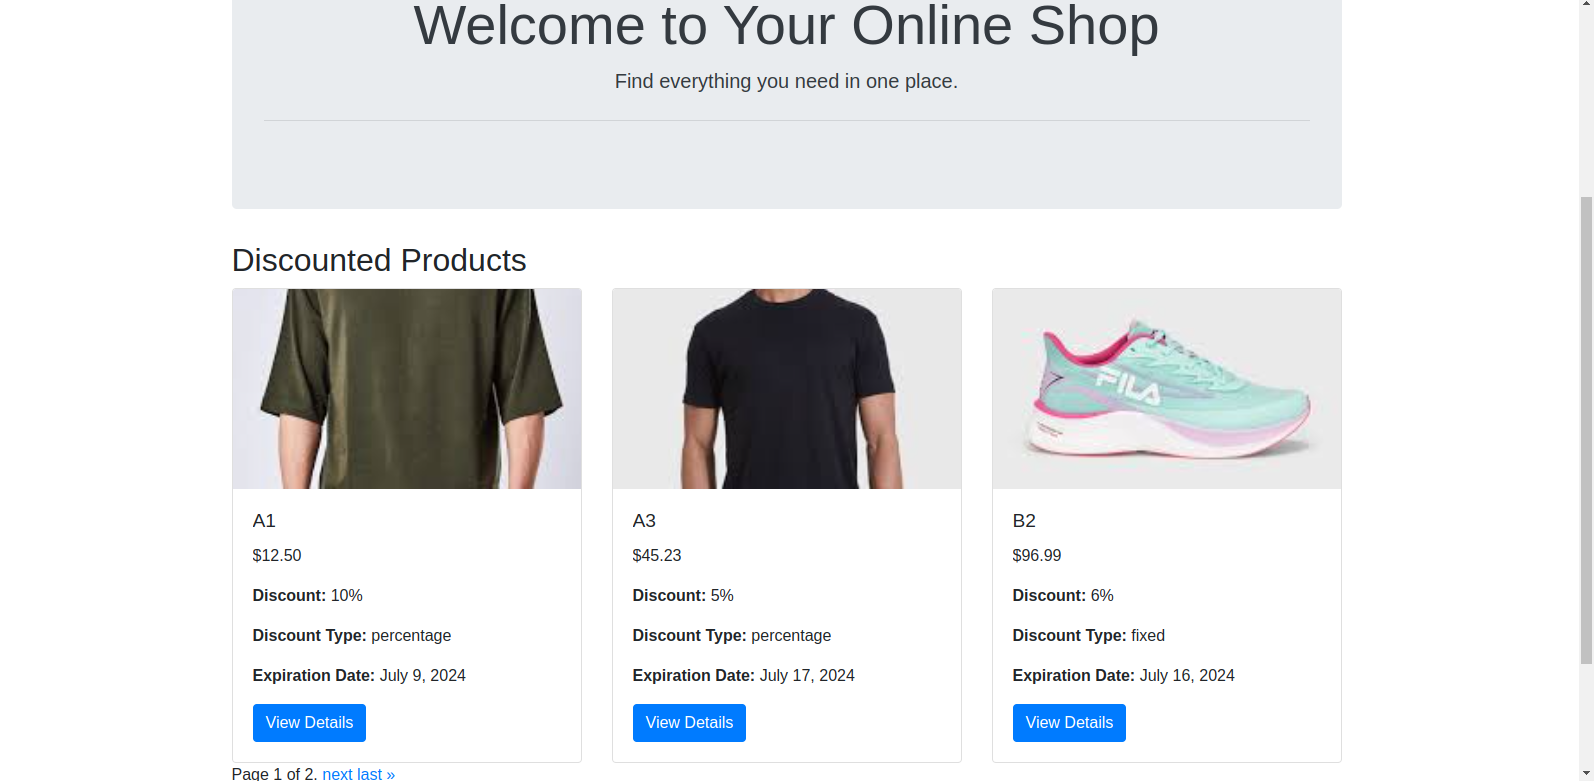 Welcome to Your Online Shop
Find everything you need in one place.
Discounted Products
FILA
A1
$12.50
Discount: 10%
Discount Type: percentage
Expiration Date: July 9, 2024
View Details
A3
$45.23
Discount: 5%
Discount Type: percentage
Expiration Date: July 17, 2024
View Details
B2
$96.99
Discount: 6%
Discount Type: fixed
Expiration Date: July 16, 2024
View Details
Page 1 of 2. next last »